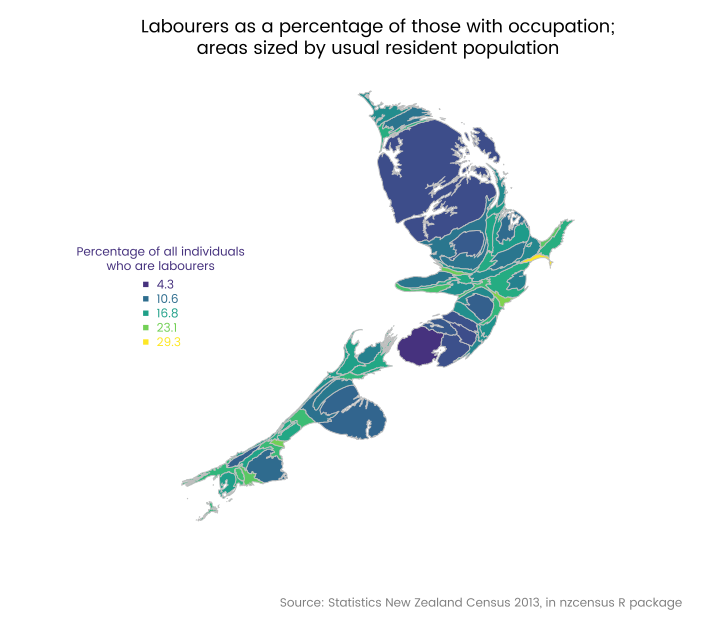 Labourers as a percentage of those with occupation;
areas sized by usual resident population
Percentage of all individuals
who are labourers
4.3
10.6
16.8
23.1
29.3
Source: Statistics New Zealand Census 2013, in nzcensus R package